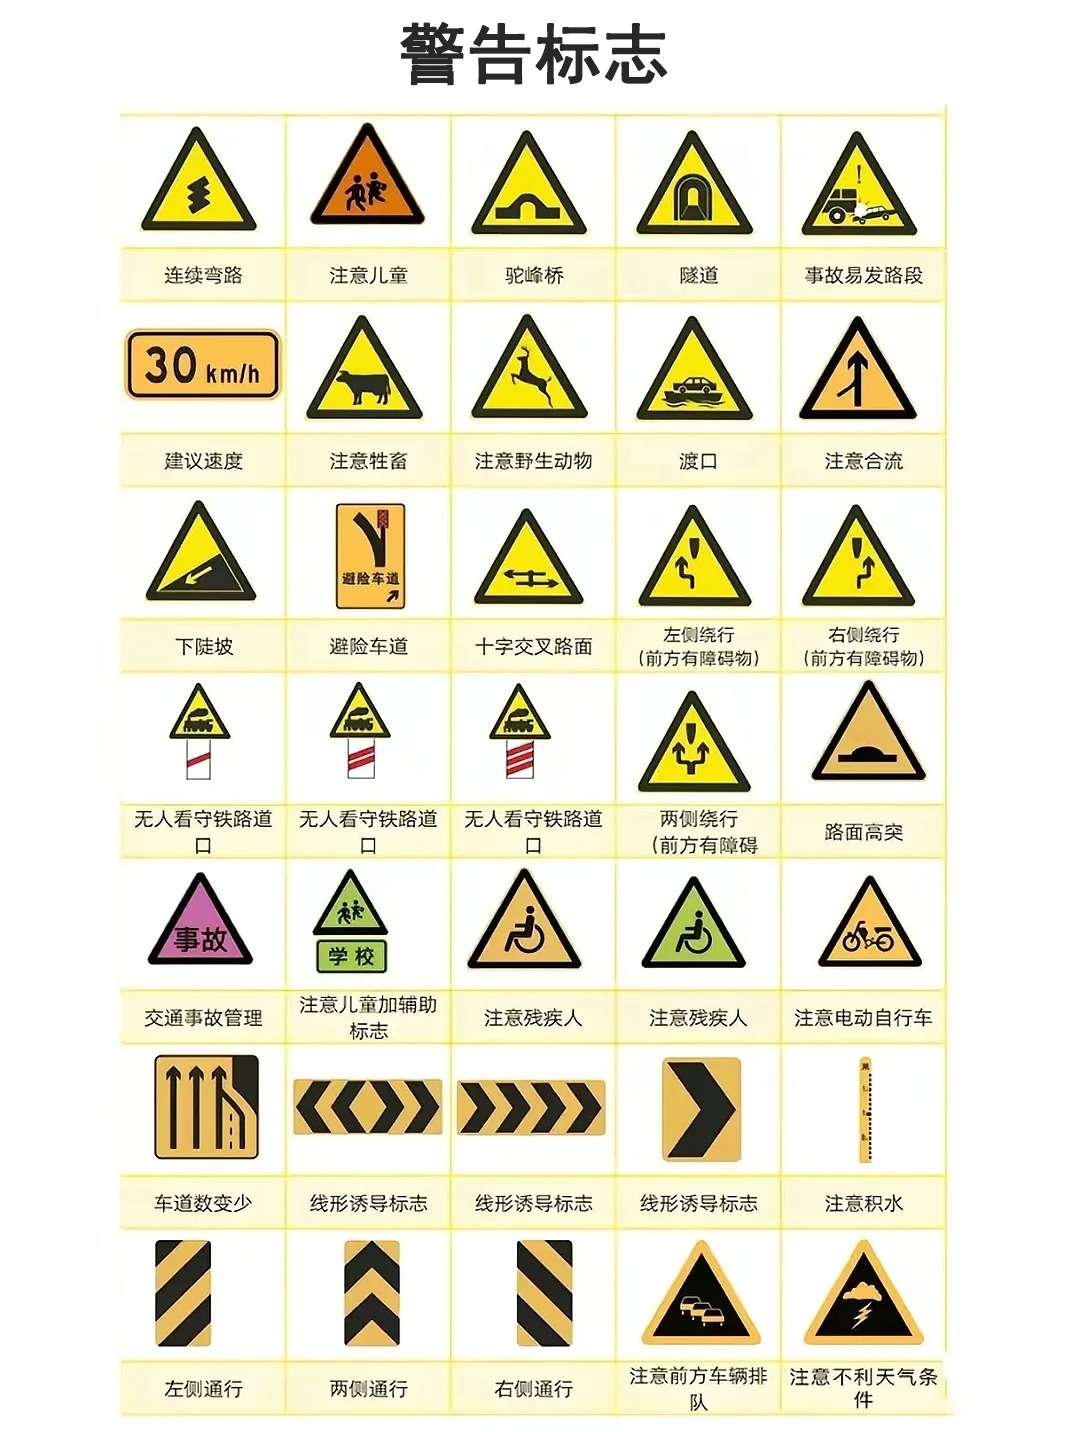 警告标志
连续弯路
注意儿童
驼峰桥
隧道
事故易发路段
30 km/h
建议速度
注意牲畜
注意野生动物
渡口
注意合流
避险车道
下陡坡
避险车道
十字交叉路面
左侧绕行
(前方有障碍物)
右侧绕行
(前方有障碍物)
无人看守铁路道
口
无人看守铁路道
口
无人看守铁路道
口
两侧绕行
(前方有障碍
路面高突
事故
学校
交通事故管理
注意儿童加辅助
标志
注意残疾人
注意残疾人
注意电动自行车
车道数变少
线形诱导标志
线形诱导标志
线形诱导标志
注意积水
左侧通行
两侧通行
右侧通行
注意前方车辆排
队
注意不利天气条
件